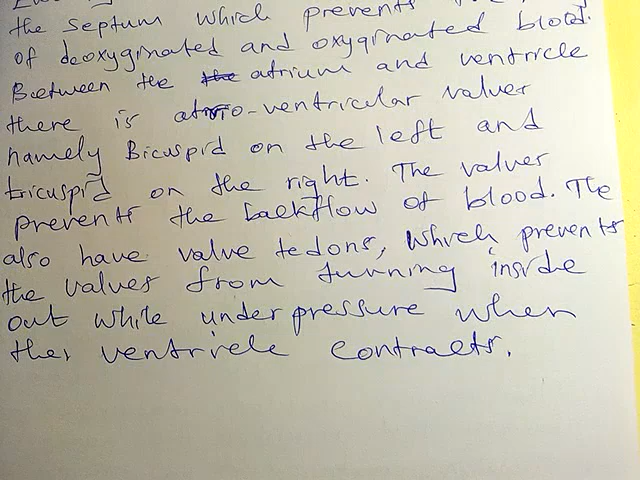 the septum which prevents
of deoxyginated and oxyginated blood.
Between the the atrium and ventricle
there is atrio-ventricular valves
namely Bicuspid on the left and
tricuspid on the right. The valves
prevents the backflow of blood. The
also have valve tedons, which prevents
the valves from turning inside
out while under pressure when
the ventricle contracts.